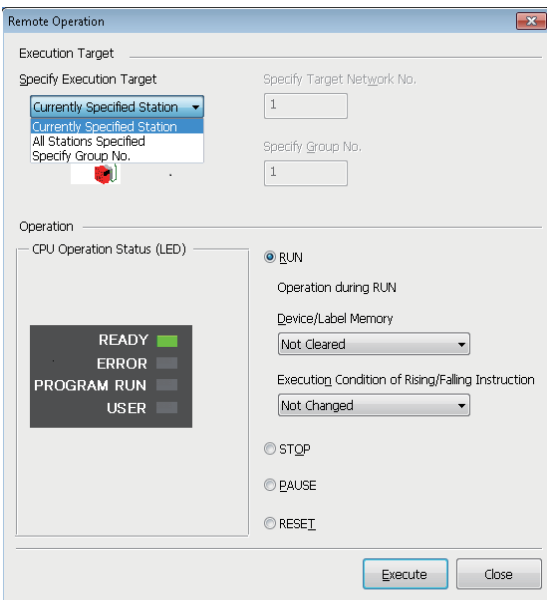 Remote Operation
Execution Target
Specify Execution Target
Specify Target Network No.
Currently Specified Station
1
Currently Specified Station
All Stations Specified
Specify Group No.
Specify Group No.
1
Operation
CPU Operation Status (LED)
READY
ERROR
PROGRAM RUN
USER
RUN
Operation during RUN
Device/Label Memory
Not Cleared
Execution Condition of Rising/Falling Instruction
Not Changed
STOP
PAUSE
RESET
Execute
Close